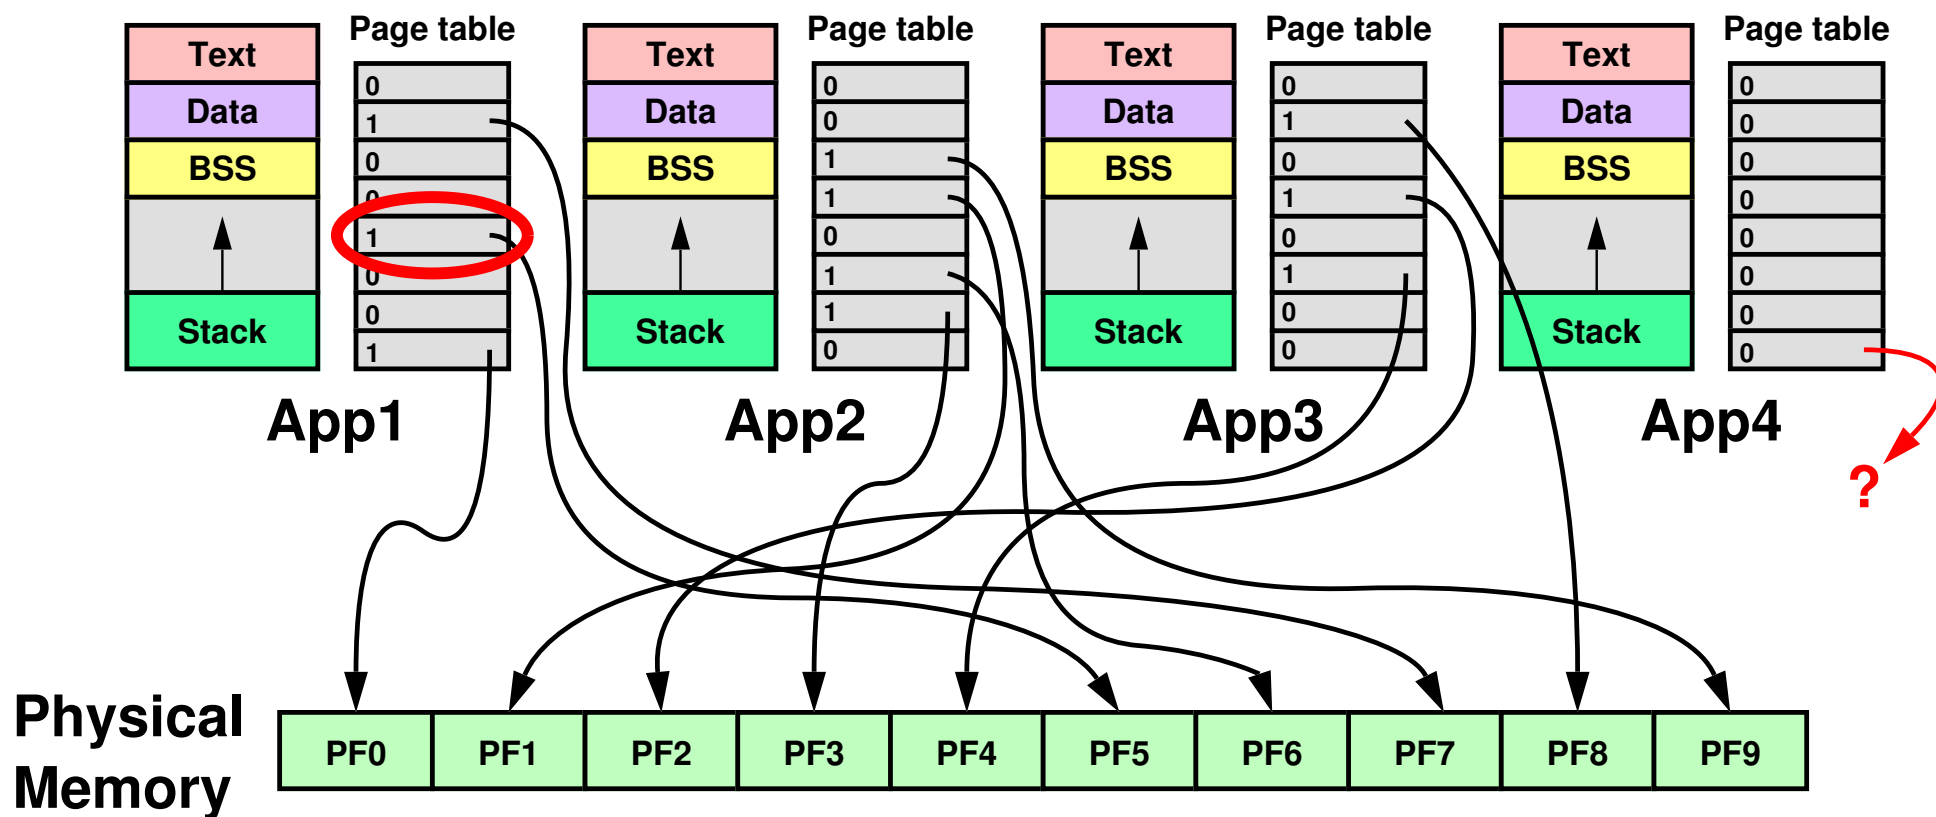 Page table Page table Page table Page table
Text Text Text Text
Data Data Data Data
BSS BSS BSS BSS
Stack Stack Stack Stack
0 0 0 0
1 0 1 0
0 1 0 0
0 1 1 0
1 0 0 0
0 1 1 0
0 1 0 0
1 0 0 0
App1 App2 App3 App4
?
Physical
Memory
PF0 PF1 PF2 PF3 PF4 PF5 PF6 PF7 PF8 PF9